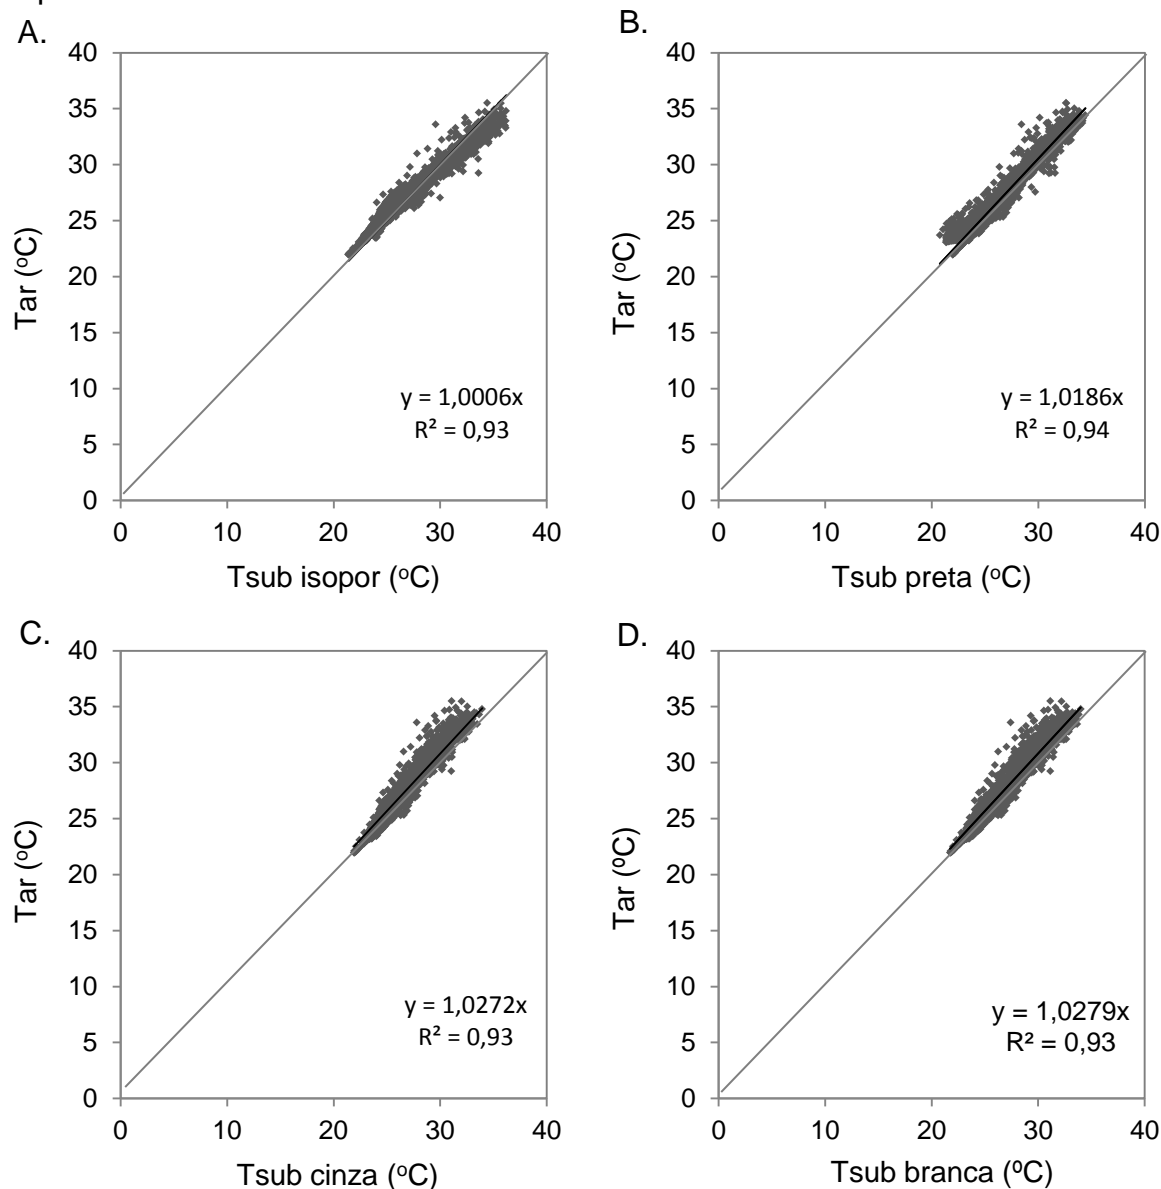 A.
40
35
30
25
20
15
10
5
0
0 10 20 30 40
Tar (ºC)
Tsub isopor (ºC)
y = 1,0006x
R² = 0,93
B.
40
35
30
25
20
15
10
5
0
0 10 20 30 40
Tar (ºC)
Tsub preta (ºC)
y = 1,0186x
R² = 0,94
C.
40
35
30
25
20
15
10
5
0
0 10 20 30 40
Tar (ºC)
Tsub cinza (ºC)
y = 1,0272x
R² = 0,93
D.
40
35
30
25
20
15
10
5
0
0 10 20 30 40
Tar (ºC)
Tsub branca (ºC)
y = 1,0279x
R² = 0,93